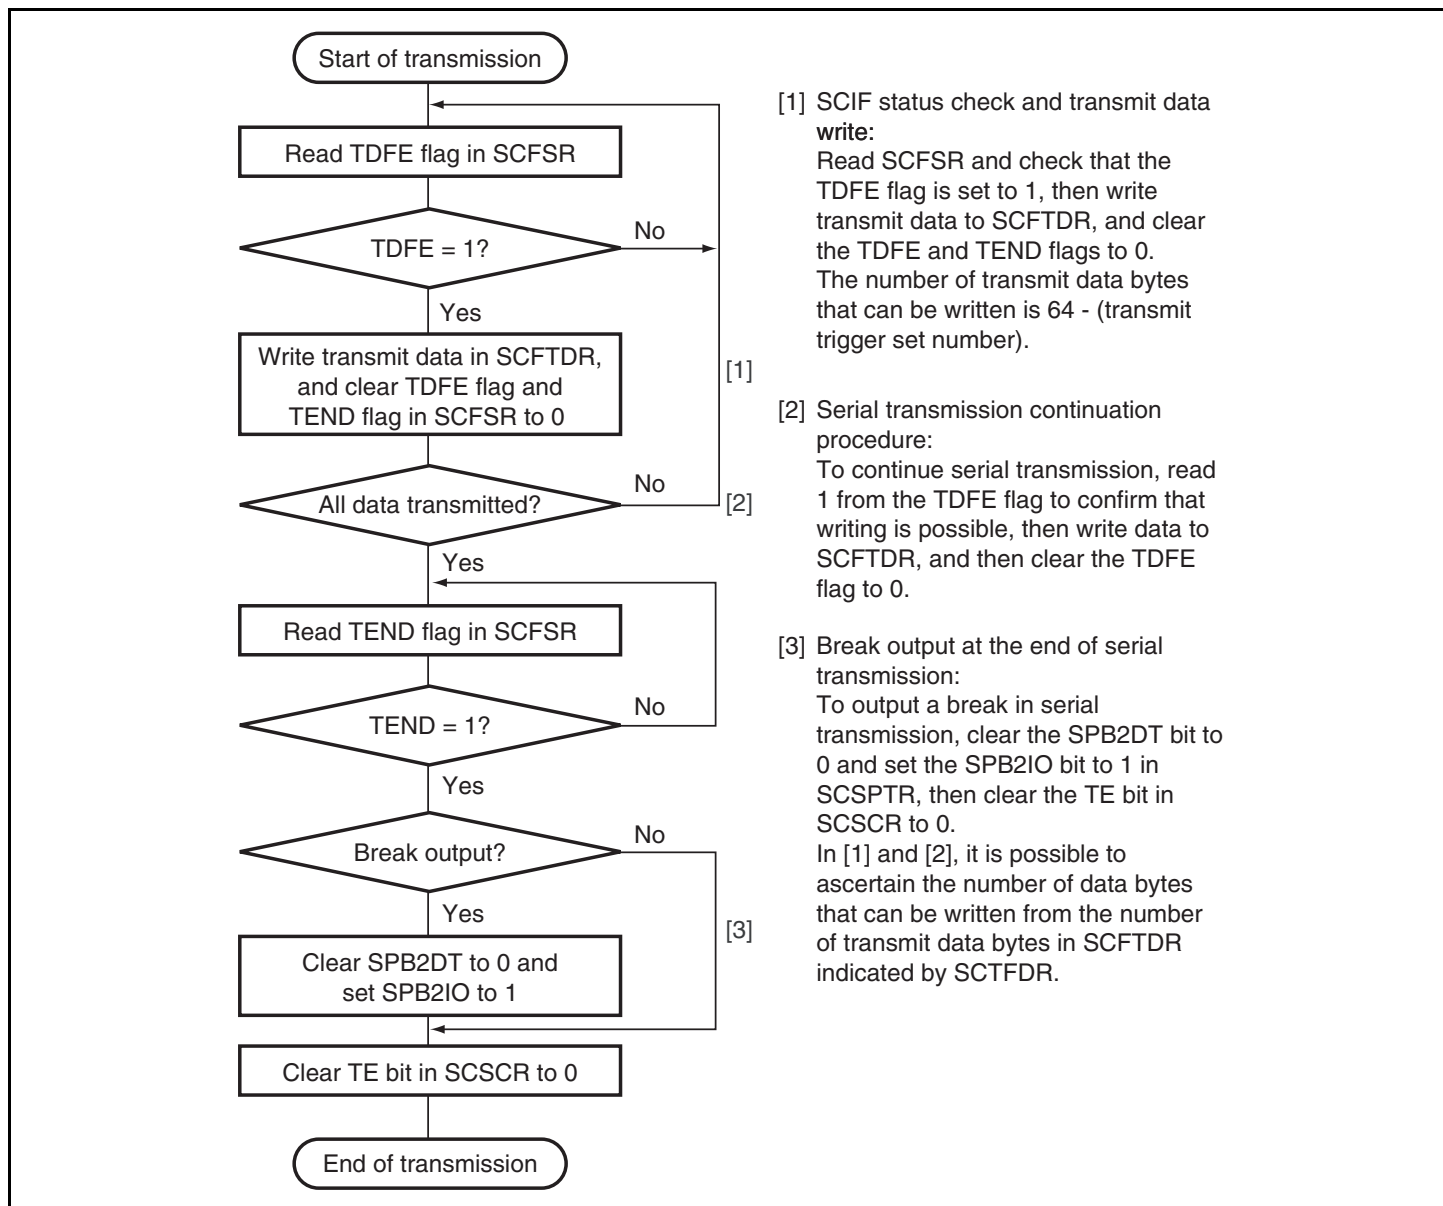 Start of transmission
Read TDFE flag in SCFSR
TDFE = 1?
No
Yes
Write transmit data in SCFTDR,
and clear TDFE flag and
TEND flag in SCFSR to 0
[1]
All data transmitted?
No
[2]
Yes
Read TEND flag in SCFSR
TEND = 1?
No
Yes
Break output?
No
Yes
[3]
Clear SPB2DT to 0 and
set SPB2IO to 1
Clear TE bit in SCSCR to 0
End of transmission
[1] SCIF status check and transmit data
write:
Read SCFSR and check that the
TDFE flag is set to 1, then write
transmit data to SCFTDR, and clear
the TDFE and TEND flags to 0.
The number of transmit data bytes
that can be written is 64 - (transmit
trigger set number).
[2] Serial transmission continuation
procedure:
To continue serial transmission, read
1 from the TDFE flag to confirm that
writing is possible, then write data to
SCFTDR, and then clear the TDFE
flag to 0.
[3] Break output at the end of serial
transmission:
To output a break in serial
transmission, clear the SPB2DT bit to
0 and set the SPB2IO bit to 1 in
SCSPTR, then clear the TE bit in
SCSCR to 0.
In [1] and [2], it is possible to
ascertain the number of data bytes
that can be written from the number
of transmit data bytes in SCFTDR
indicated by SCTFDR.